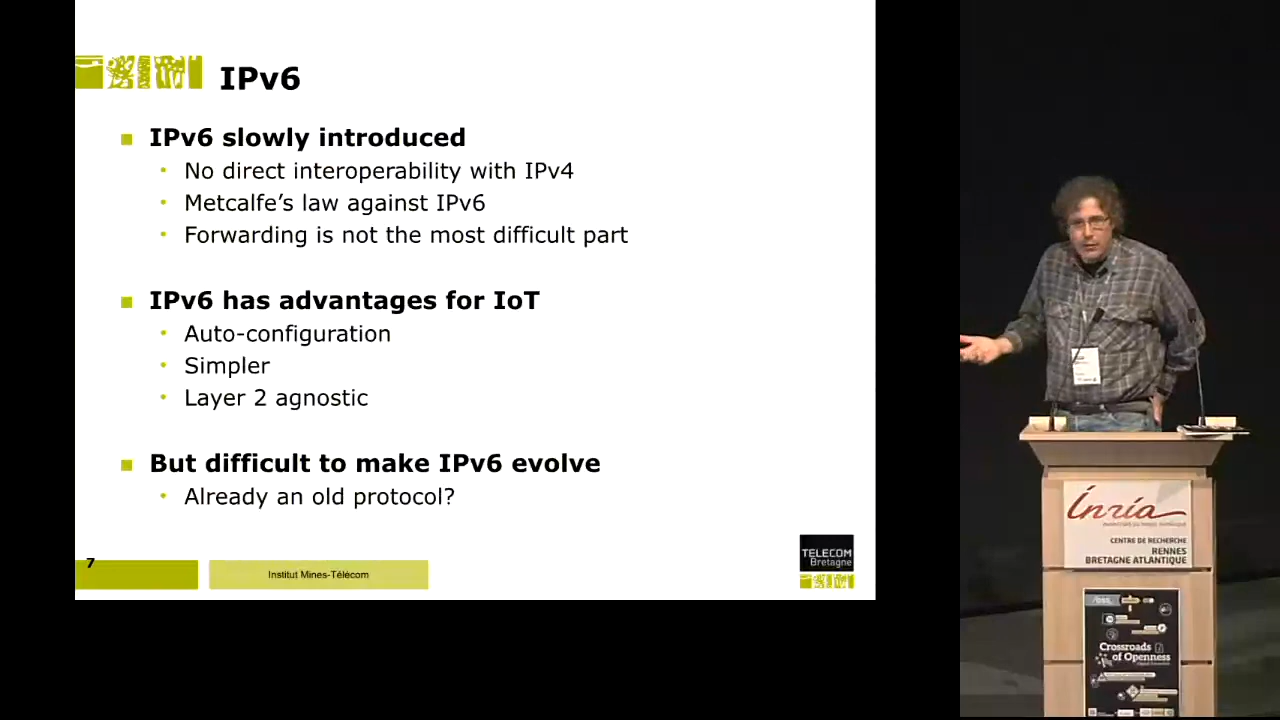 IPv6
IPv6 slowly introduced
No direct interoperability with IPv4
Metcalfe's law against IPv6
Forwarding is not the most difficult part
IPv6 has advantages for IoT
Auto-configuration
Simpler
Layer 2 agnostic
But difficult to make IPv6 evolve
Already an old protocol?
7
Institut Mines-Télécom
TELECOM
Bretagne
Inria
CENTRE DE RECHERCHE
RENNES
BRETAGNE ATLANTIQUE
Crossroads
of Openness